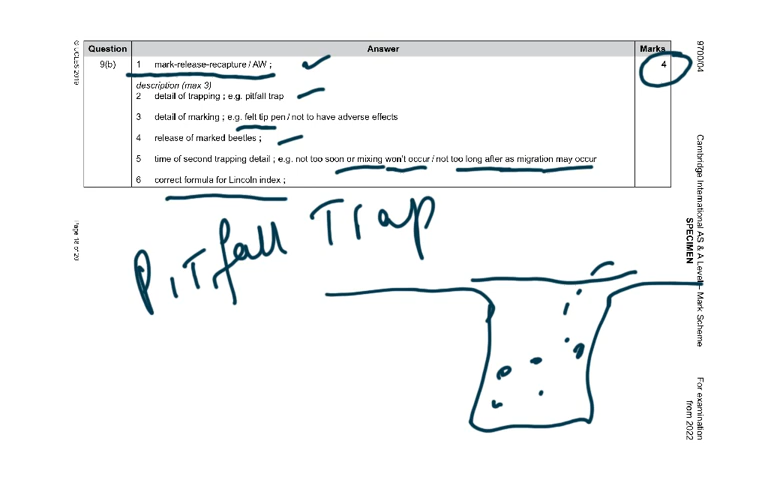 Question Answer Marks
9(b) 1 mark-release-recapture / AW ; 4
description (max 3)
2 detail of trapping ; e.g. pitfall trap
3 detail of marking ; e.g. felt tip pen / not to have adverse effects
4 release of marked beetles ;
5 time of second trapping detail ; e.g. not too soon or mixing won't occur / not too long after as migration may occur
6 correct formula for Lincoln index ;
PITfall Trap
9700/04
Cambridge International AS & A Level – Mark Scheme
SPECIMEN
For examination
from 2022
© UCLES 2019
Page 18 of 20